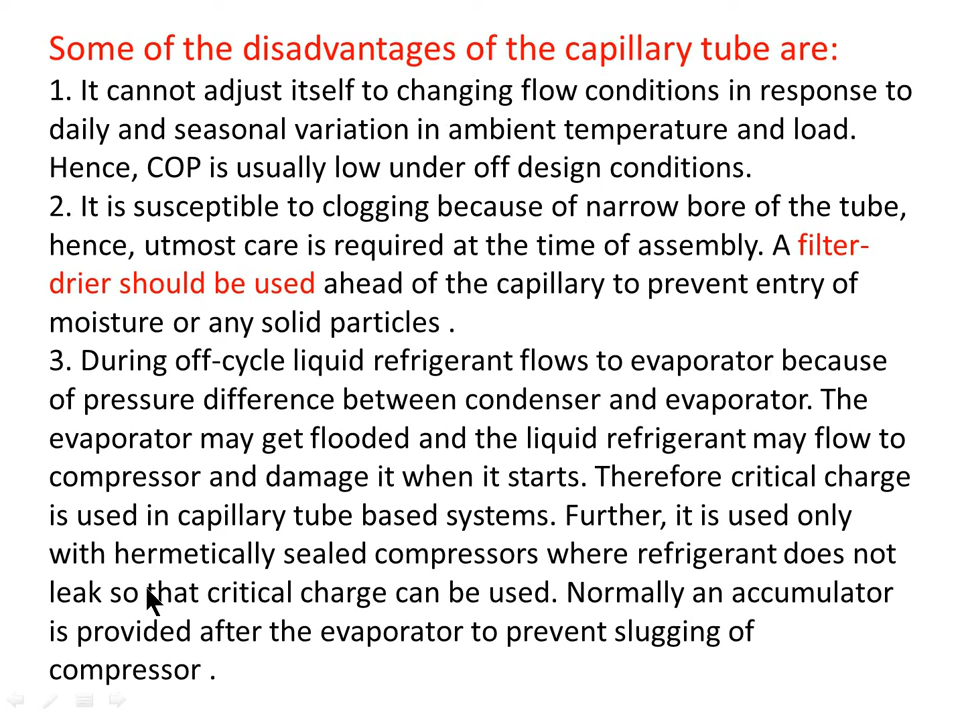 Some of the disadvantages of the capillary tube are:
1. It cannot adjust itself to changing flow conditions in response to
daily and seasonal variation in ambient temperature and load.
Hence, COP is usually low under off design conditions.
2. It is susceptible to clogging because of narrow bore of the tube,
hence, utmost care is required at the time of assembly. A filter-
drier should be used ahead of the capillary to prevent entry of
moisture or any solid particles .
3. During off-cycle liquid refrigerant flows to evaporator because
of pressure difference between condenser and evaporator. The
evaporator may get flooded and the liquid refrigerant may flow to
compressor and damage it when it starts. Therefore critical charge
is used in capillary tube based systems. Further, it is used only
with hermetically sealed compressors where refrigerant does not
leak so that critical charge can be used. Normally an accumulator
is provided after the evaporator to prevent slugging of
compressor .